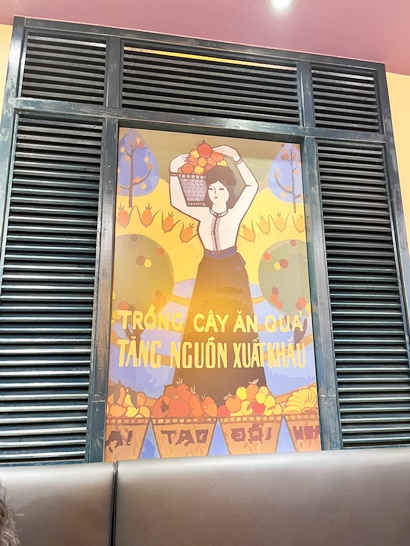 TRỒNG CÂY ĂN QUẢ
TĂNG NGUỒN XUẤT KHẨU
TẠO ĐỒI